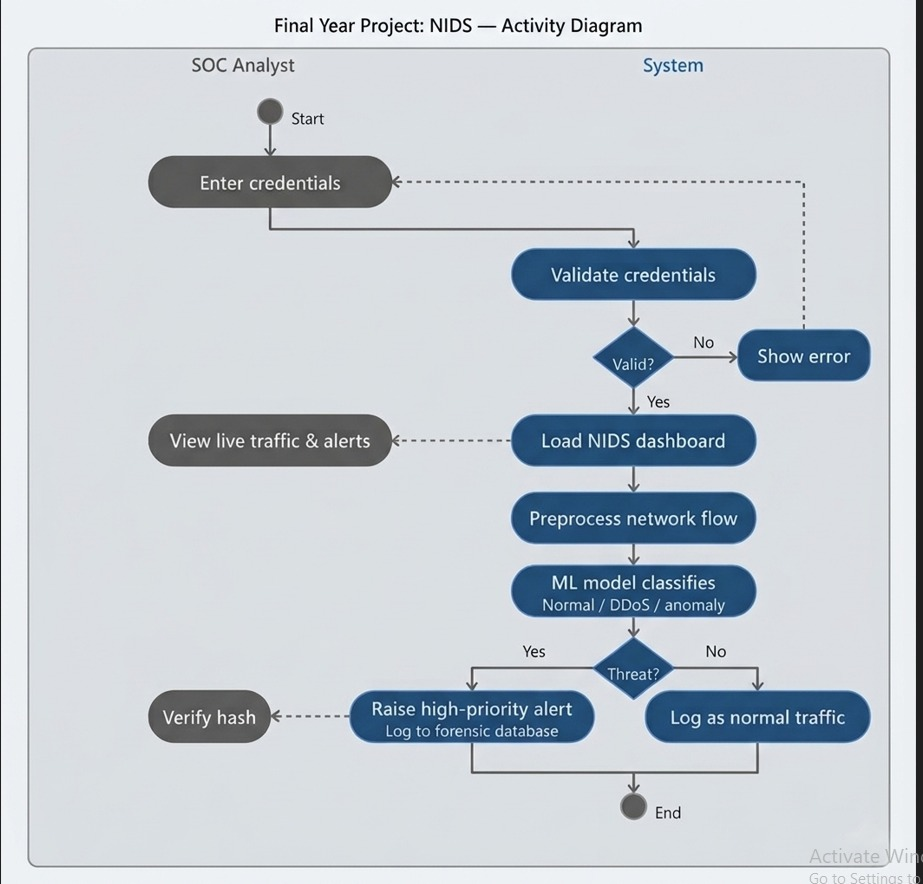 Final Year Project: NIDS — Activity Diagram
SOC Analyst
System
Start
Enter credentials
Validate credentials
Valid?
No
Show error
Yes
View live traffic & alerts
Load NIDS dashboard
Preprocess network flow
ML model classifies
Normal / DDoS / anomaly
Yes
Threat?
No
Verify hash
Raise high-priority alert
Log to forensic database
Log as normal traffic
End
Activate Win
Go to Settings to